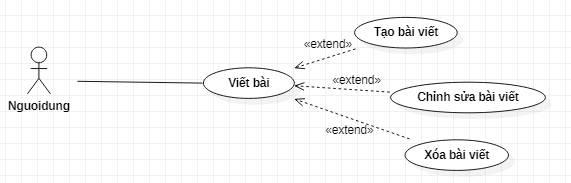 Tạo bài viết
«extend»
«extend»
Viết bài
Chỉnh sửa bài viết
Nguoidung
«extend»
Xóa bài viết